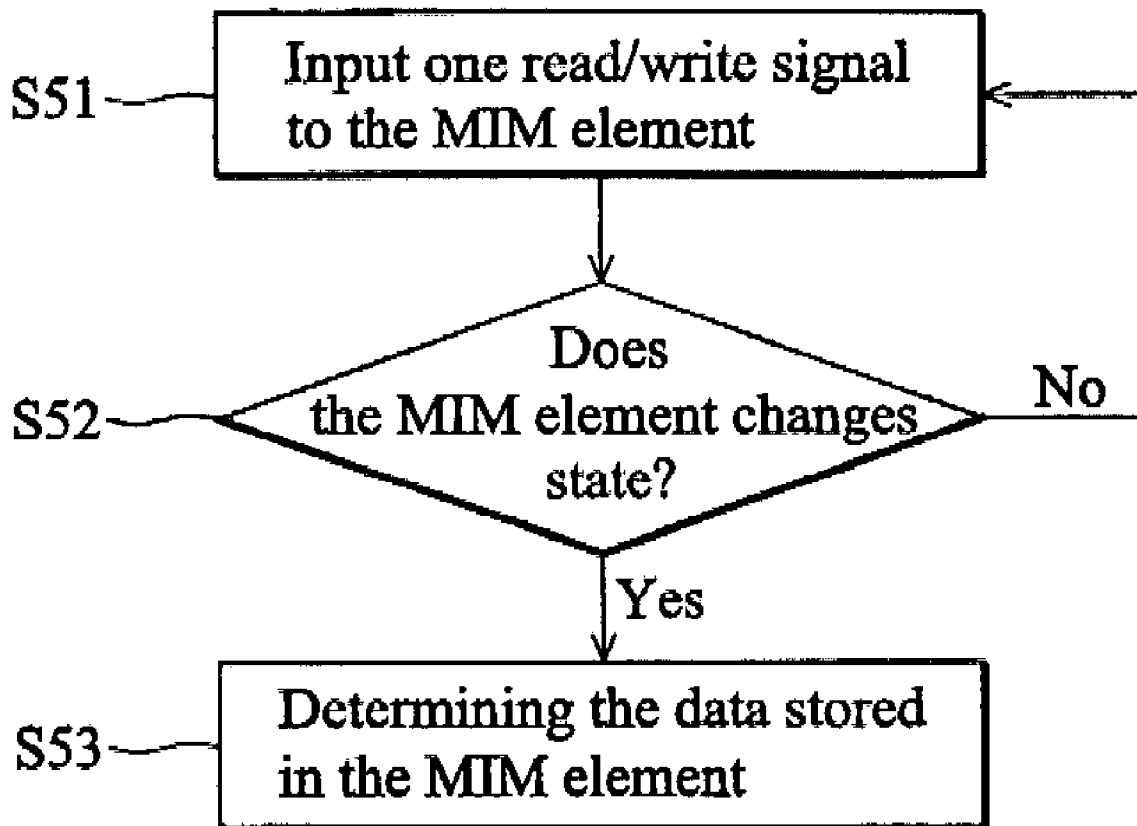 S51
Input one read/write signal
to the MIM element
S52
Does
the MIM element changes
state?
No
Yes
S53
Determining the data stored
in the MIM element